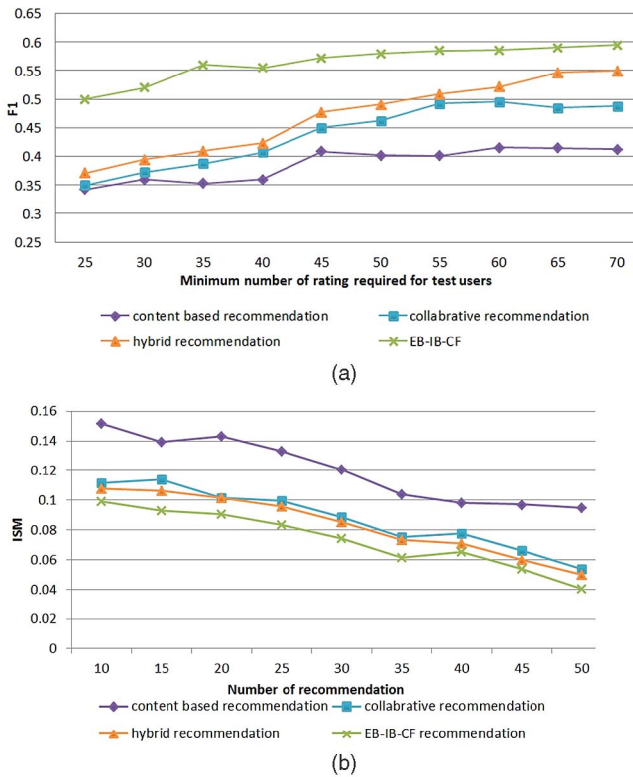 0.65
0.6
0.55
0.5
0.45
0.4
0.35
0.3
0.25
F1
25 30 35 40 45 50 55 60 65 70
Minimum number of rating required for test users
content based recommendation collabrative recommendation
hybrid recommendation EB-IB-CF
(a)
0.16
0.14
0.12
0.1
0.08
0.06
0.04
0.02
0
ISM
10 15 20 25 30 35 40 45 50
Number of recommendation
content based recommendation collabrative recommendation
hybrid recommendation EB-IB-CF recommendation
(b)